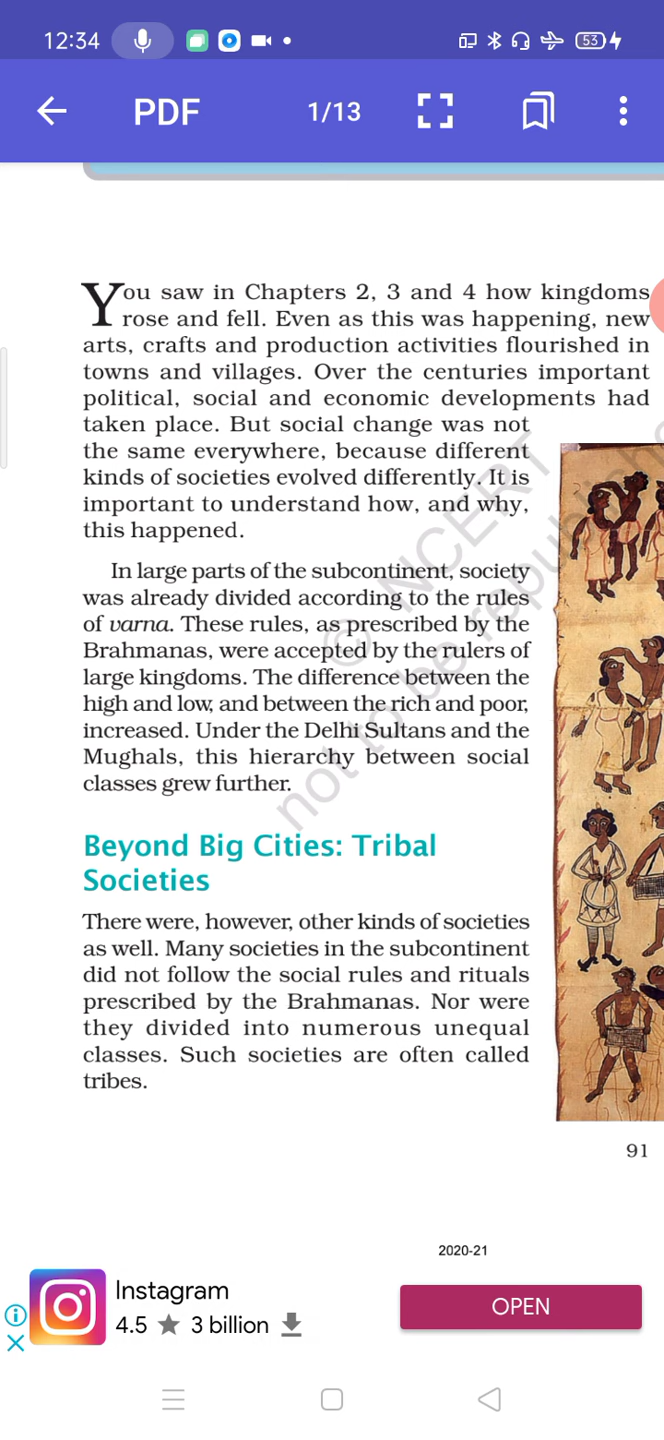 12:34
53
PDF
1/13
You saw in Chapters 2, 3 and 4 how kingdoms
rose and fell. Even as this was happening, new
arts, crafts and production activities flourished in
towns and villages. Over the centuries important
political, social and economic developments had
taken place. But social change was not
the same everywhere, because different
kinds of societies evolved differently. It is
important to understand how, and why,
this happened.
In large parts of the subcontinent, society
was already divided according to the rules
of varna. These rules, as prescribed by the
Brahmanas, were accepted by the rulers of
large kingdoms. The difference between the
high and low, and between the rich and poor,
increased. Under the Delhi Sultans and the
Mughals, this hierarchy between social
classes grew further.
© NCERT
not to be republishe
Beyond Big Cities: Tribal
Societies
There were, however, other kinds of societies
as well. Many societies in the subcontinent
did not follow the social rules and rituals
prescribed by the Brahmanas. Nor were
they divided into numerous unequal
classes. Such societies are often called
tribes.
91
2020-21
Instagram
4.5 ★ 3 billion
OPEN